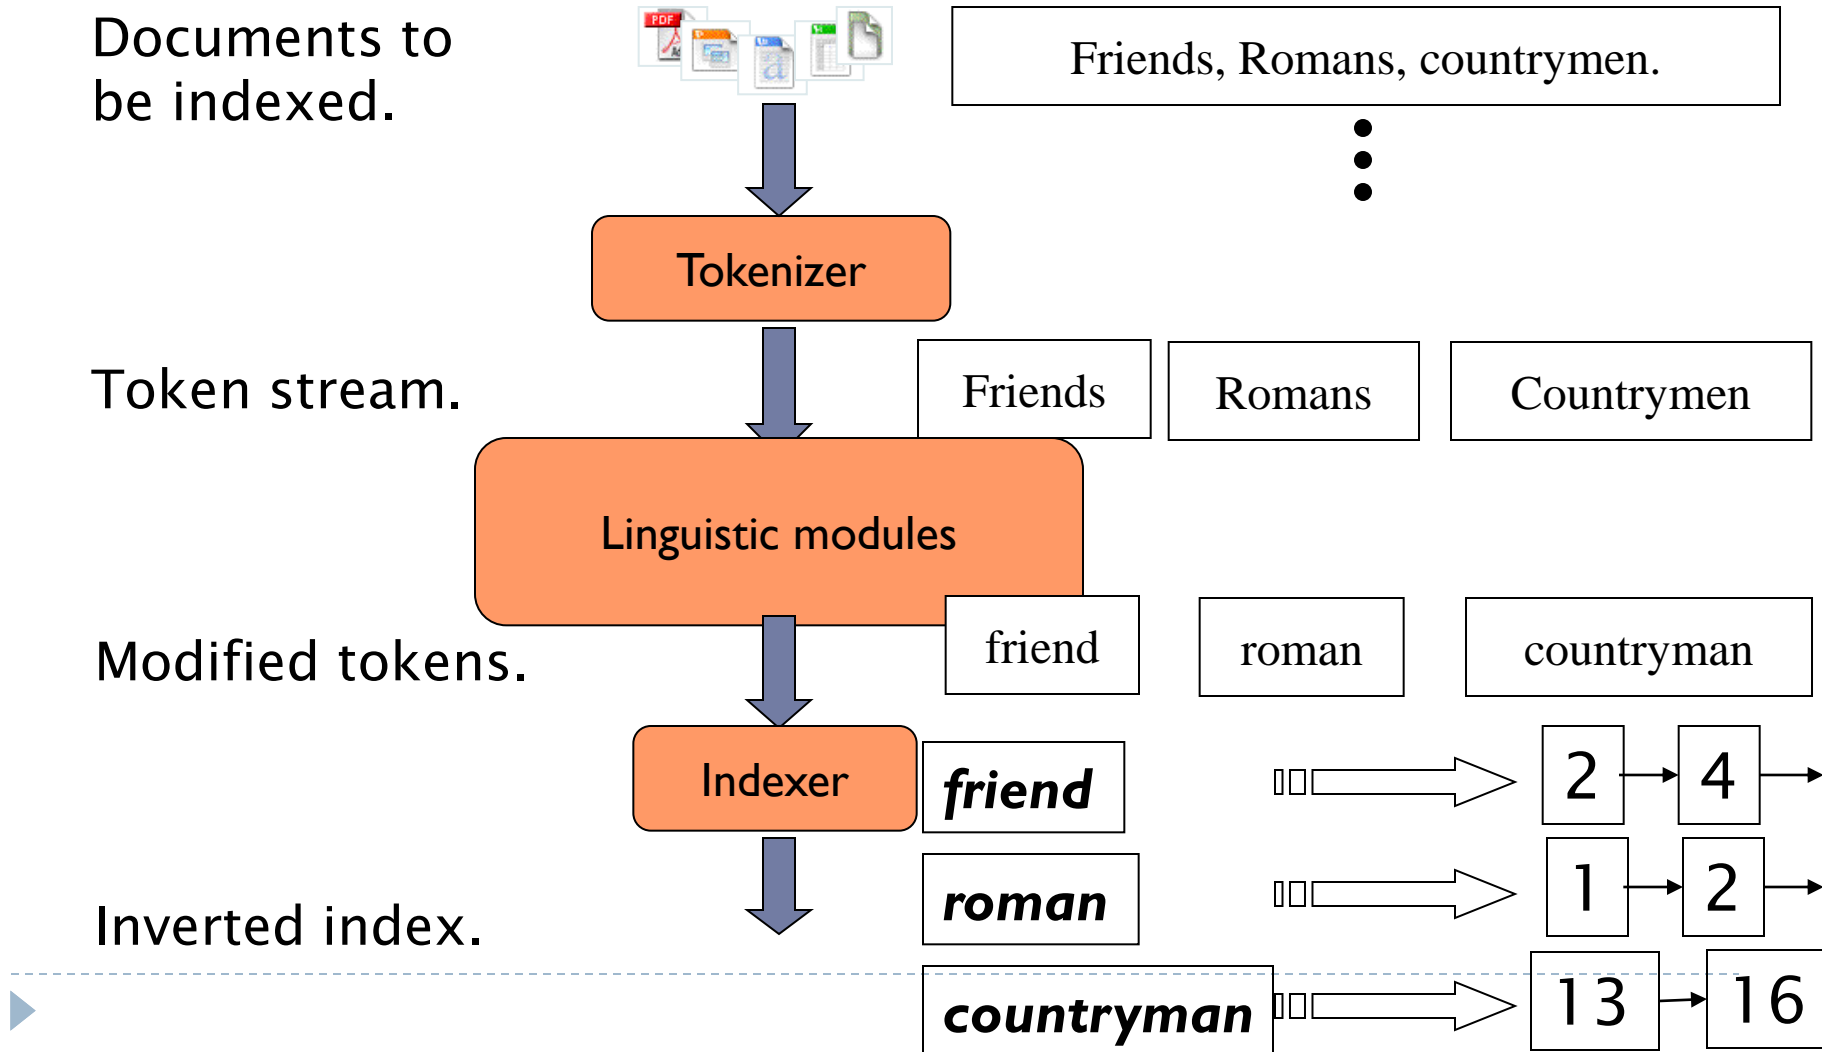 Documents to
be indexed.
PDF
Friends, Romans, countrymen.
Tokenizer
Token stream.
Friends
Romans
Countrymen
Linguistic modules
Modified tokens.
friend
roman
countryman
Indexer
friend
2
4
roman
1
2
Inverted index.
countryman
13
16